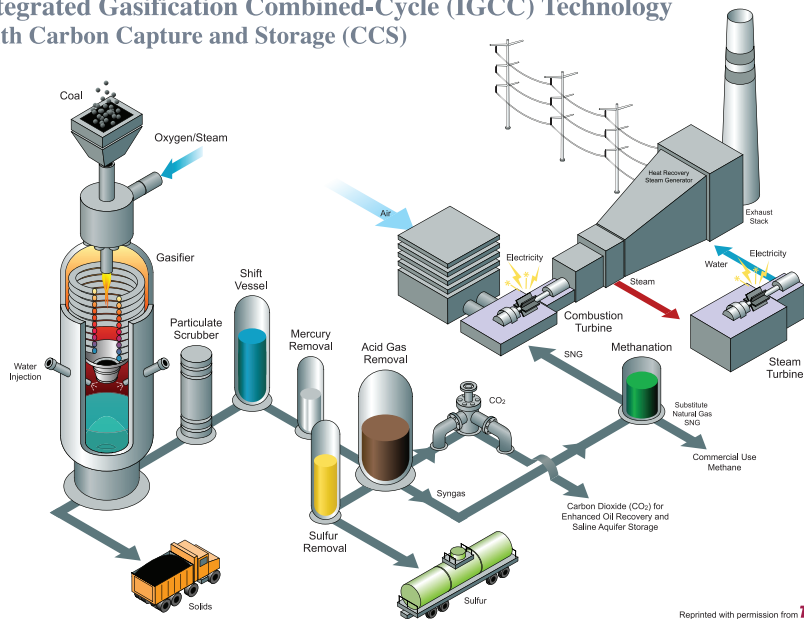 Integrated Gasification Combined-Cycle (IGCC) Technology
with Carbon Capture and Storage (CCS)
Coal
Oxygen/Steam
Gasifier
Water
Injection
Particulate
Scrubber
Shift
Vessel
Mercury
Removal
Acid Gas
Removal
Sulfur
Removal
Solids
Sulfur
Syngas
CO₂
Carbon Dioxide (CO₂) for
Enhanced Oil Recovery and
Saline Aquifer Storage
Air
Electricity
Combustion
Turbine
Heat Recovery
Steam Generator
Exhaust
Stack
Steam
Water
Electricity
Steam
Turbine
SNG
Methanation
Substitute
Natural Gas
SNG
Commercial Use
Methane
Reprinted with permission from